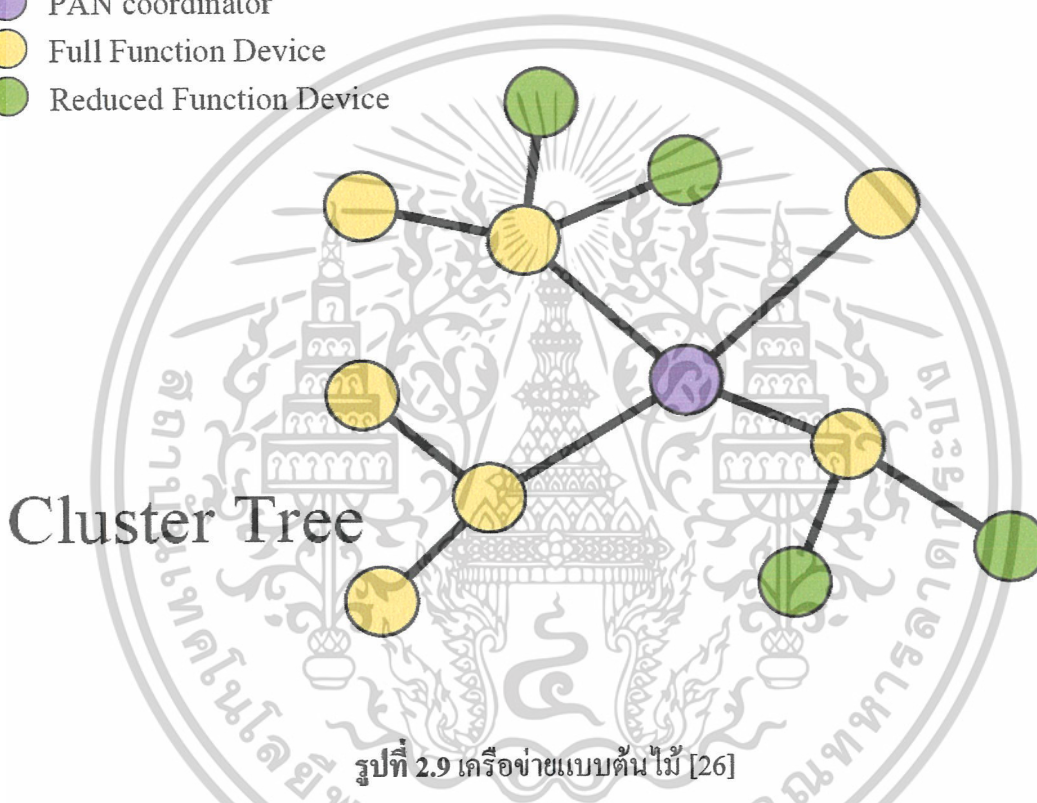 PAN coordinator
Full Function Device
Reduced Function Device
Cluster Tree
รูปที่ 2.9 เครือข่ายแบบต้นไม้ [26]